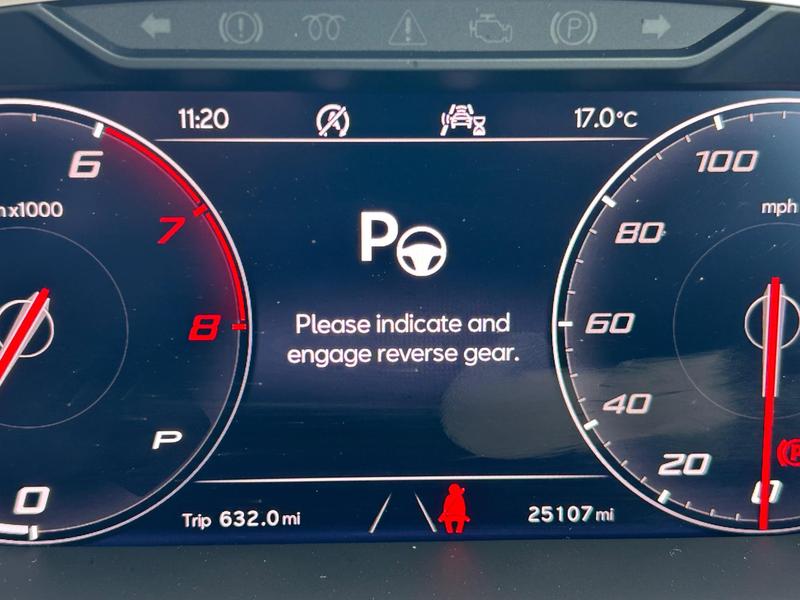 11:20
17.0°C
6
100
x1000
mph
7
80
P
Please indicate and
engage reverse gear.
8
60
P
40
20
0
0
Trip 632.0 mi
25107 mi